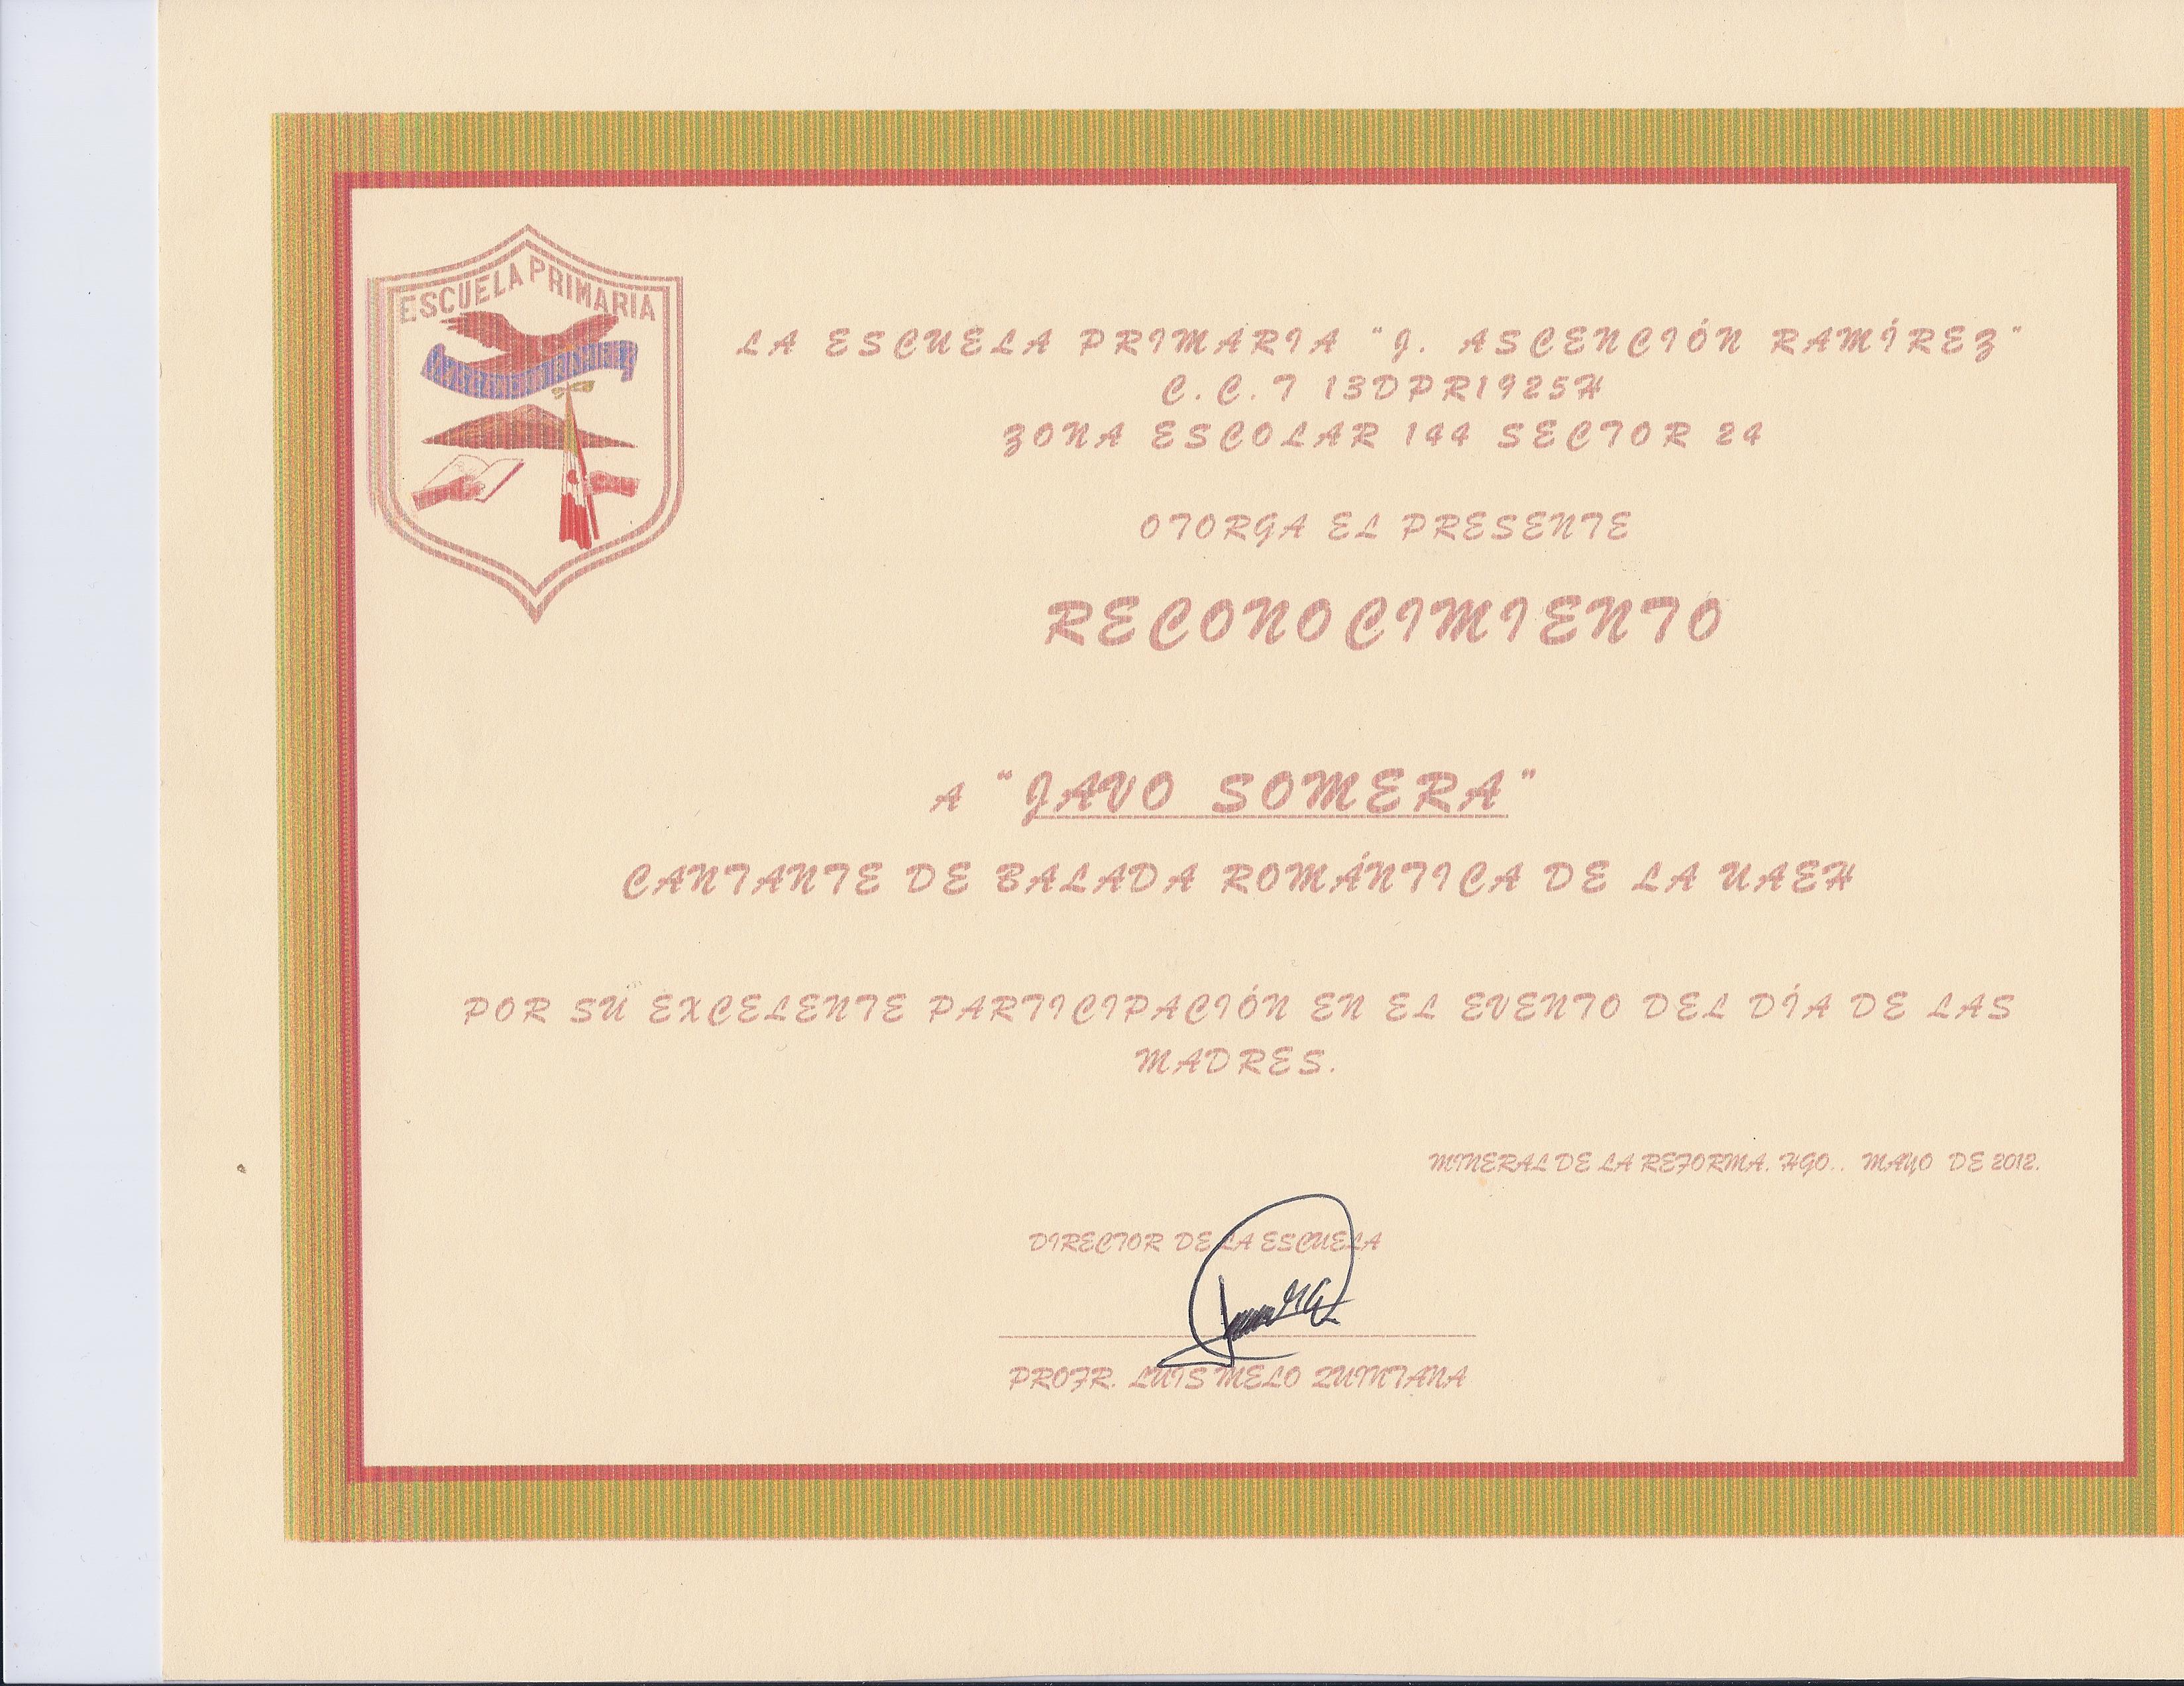 ESCUELA PRIMARIA
LA ESCUELA PRIMARIA "J. ASCENCIÓN RAMÍREZ"
C.C.T 13DPR1925H
ZONA ESCOLAR 144 SECTOR 24
OTORGA EL PRESENTE
RECONOCIMIENTO
A "JAVO SOMERA"
CANTANTE DE BALADA ROMÁNTICA DE LA UAEH
POR SU EXCELENTE PARTICIPACIÓN EN EL EVENTO DEL DÍA DE LAS
MADRES.
MINERAL DE LA REFORMA, HGO., MAYO DE 2012.
DIRECTOR DE LA ESCUELA
PROFR. LUIS MELO QUINTANA